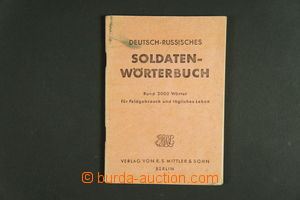 DEUTSCH-RUSSISCHES
SOLDATEN-
WÖRTERBUCH
Rund 2000 Wörter
für Feldgebrauch und tägliches Leben
VERLAG VON E. S. MITTLER & SOHN
BERLIN
burda-auction.com